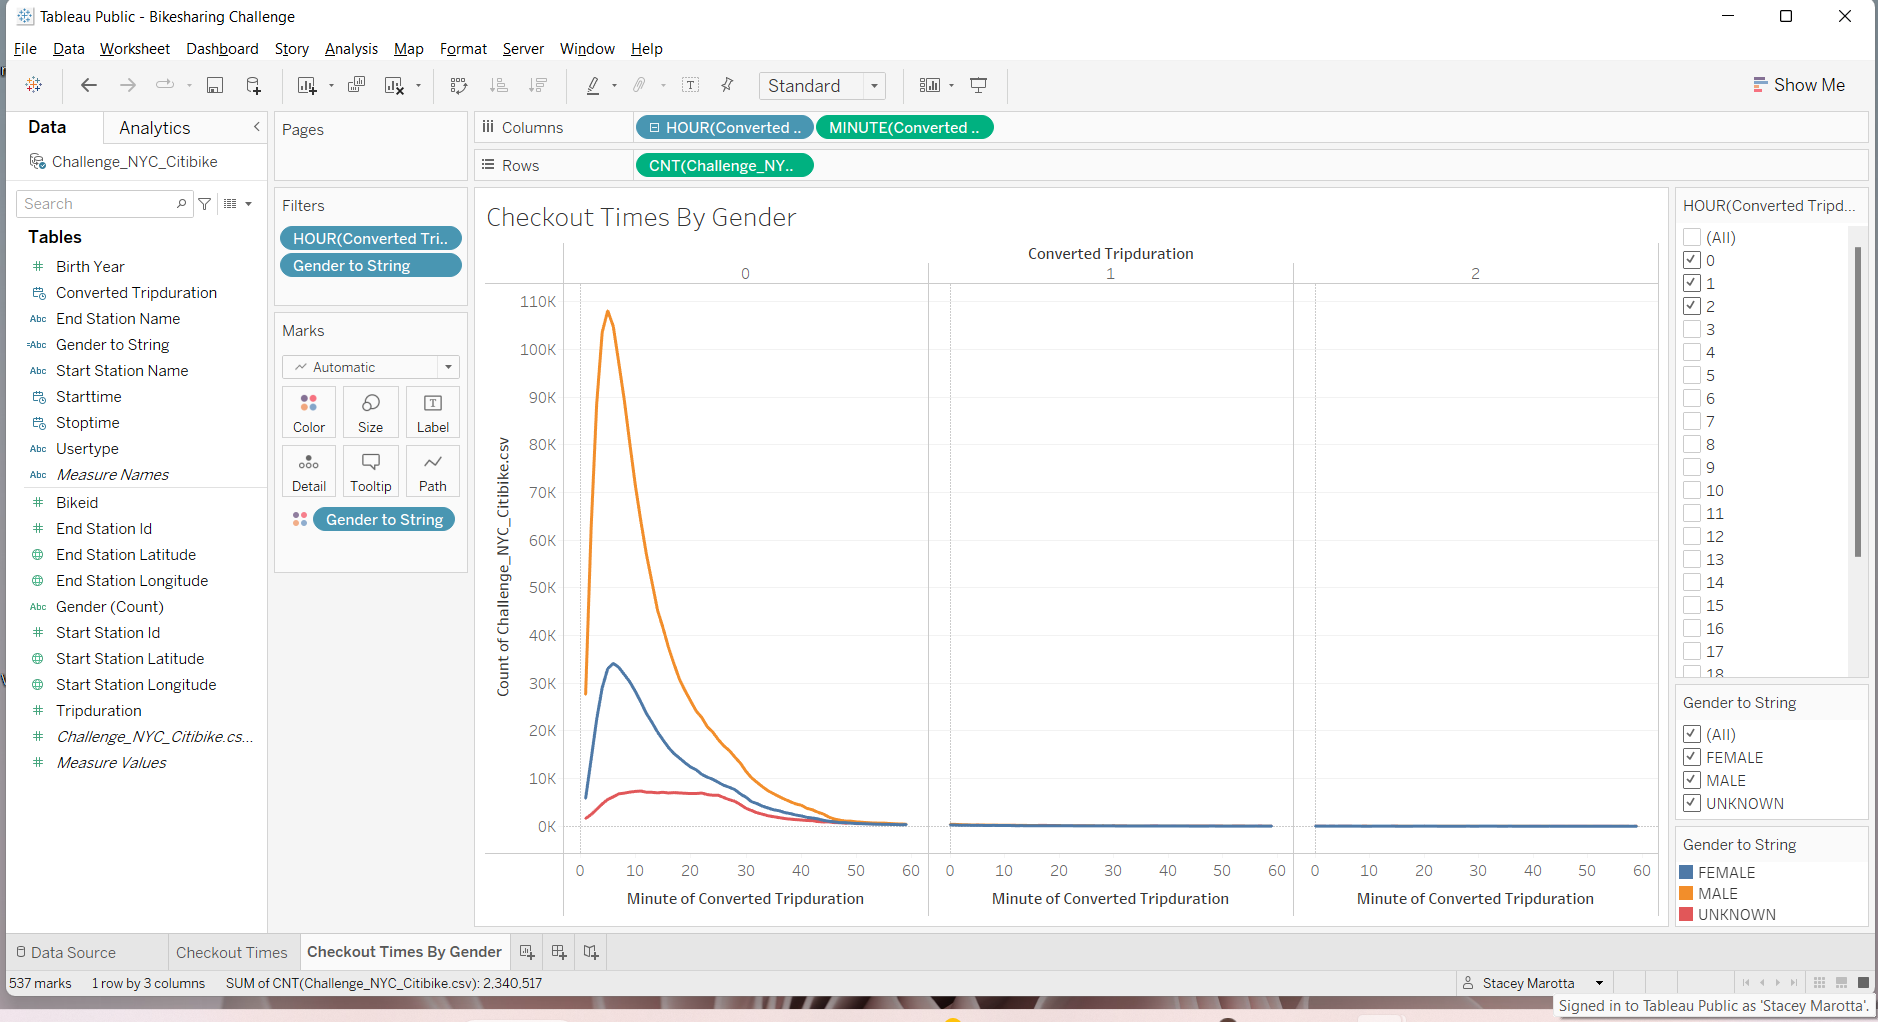 Tableau Public - Bikesharing Challenge
File Data Worksheet Dashboard Story Analysis Map Format Server Window Help
Standard
Show Me
Data
Analytics
Challenge_NYC_Citibike
Search
Tables
Birth Year
Converted Tripduration
Abc End Station Name
=Abc Gender to String
Abc Start Station Name
Starttime
Stoptime
Abc Usertype
Abc Measure Names
Bikeid
End Station Id
End Station Latitude
End Station Longitude
Abc Gender (Count)
Start Station Id
Start Station Latitude
Start Station Longitude
Tripduration
Challenge_NYC_Citibike.cs...
Measure Values
Pages
Filters
HOUR(Converted Tri..
Gender to String
Marks
Automatic
Color Size Label
Detail Tooltip Path
Gender to String
Columns
HOUR(Converted ..
MINUTE(Converted ..
Rows
CNT(Challenge_NY..
Checkout Times By Gender
Converted Tripduration
0 1 2
110K
100K
90K
80K
70K
60K
50K
40K
30K
20K
10K
0K
Count of Challenge_NYC_Citibike.csv
0 10 20 30 40 50 60
0 10 20 30 40 50 60
0 10 20 30 40 50 60
Minute of Converted Tripduration
Minute of Converted Tripduration
Minute of Converted Tripduration
HOUR(Converted Tripd...
(All)
0
1
2
3
4
5
6
7
8
9
10
11
12
13
14
15
16
17
18
Gender to String
(All)
FEMALE
MALE
UNKNOWN
Gender to String
FEMALE
MALE
UNKNOWN
Data Source
Checkout Times
Checkout Times By Gender
537 marks
1 row by 3 columns
SUM of CNT(Challenge_NYC_Citibike.csv): 2,340,517
Stacey Marotta
Signed in to Tableau Public as 'Stacey Marotta'.